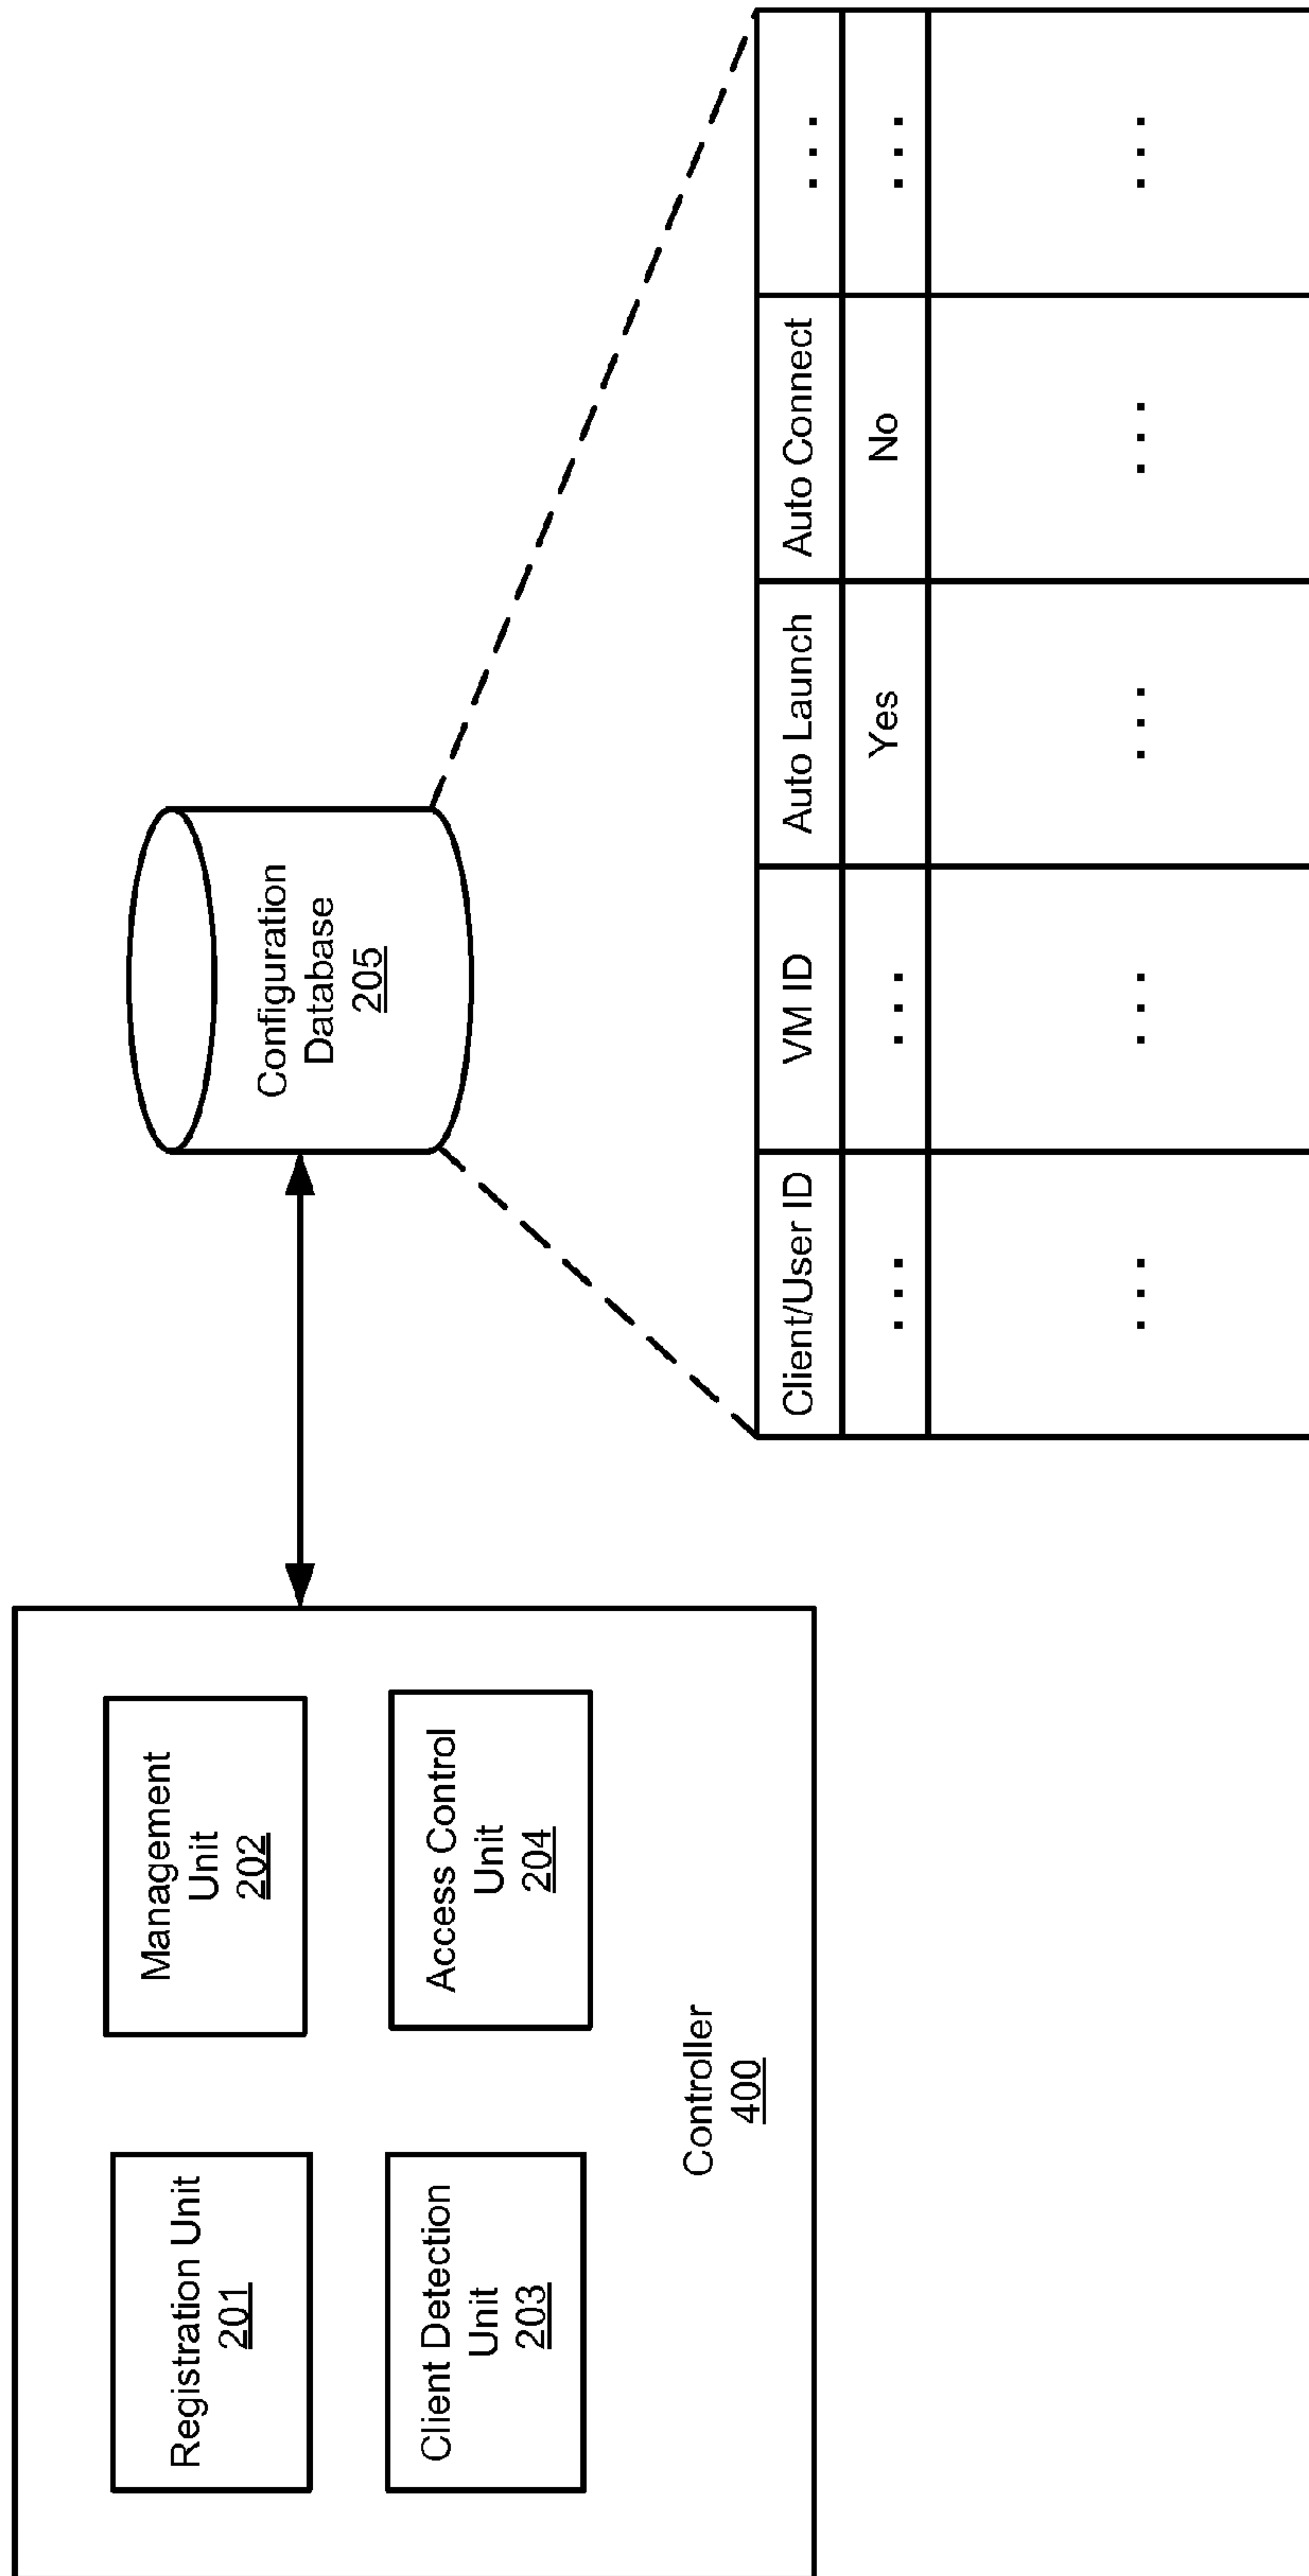 Registration Unit
201
Management
Unit
202
Client Detection
Unit
203
Access Control
Unit
204
Controller
400
Configuration
Database
205
Client/User ID
VM ID
Auto Launch
Auto Connect
...
...
...
Yes
No
...
...
...
...
...
...